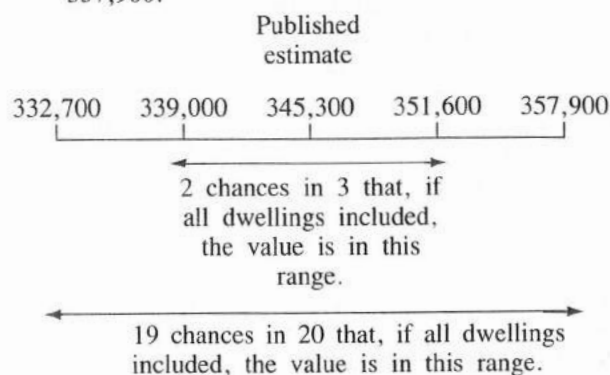 357,900.
Published
estimate
332,700 339,000 345,300 351,600 357,900
2 chances in 3 that, if
all dwellings included,
the value is in this
range.
19 chances in 20 that, if all dwellings
included, the value is in this range.